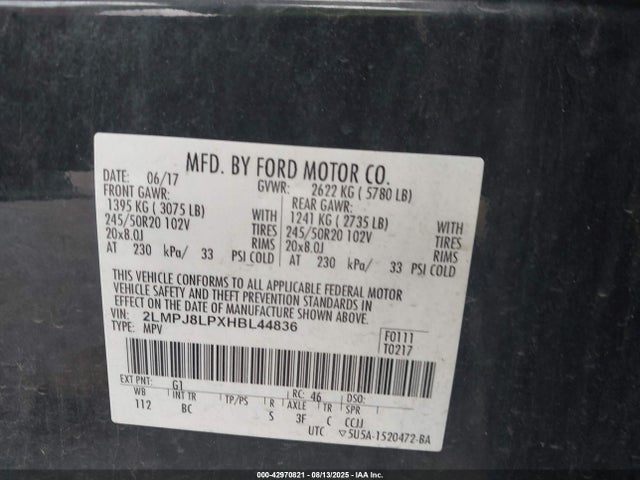 MFD. BY FORD MOTOR CO.
DATE: 06/17 GVWR: 2622 KG ( 5780 LB)
FRONT GAWR: REAR GAWR:
1395 KG ( 3075 LB) WITH 1241 KG ( 2735 LB) WITH
245/50R20 102V TIRES 245/50R20 102V TIRES
20x8.0J RIMS 20x8.0J RIMS
AT 230 kPa/ 33 PSI COLD AT 230 kPa/ 33 PSI COLD
THIS VEHICLE CONFORMS TO ALL APPLICABLE FEDERAL MOTOR
VEHICLE SAFETY AND THEFT PREVENTION STANDARDS IN
EFFECT ON THE DATE OF MANUFACTURE SHOWN ABOVE.
VIN: 2LMPJ8LPXHBL44836
TYPE: MPV
F0111
T0217
EXT PNT: G1 RC: 46 DSO:
WB INT TR TP/PS R AXLE TR SPR
112 BC 5 3F C CCJJ
UTC ▽5U5A-1520472-BA
000-42970821 - 08/13/2025 - IAA Inc.